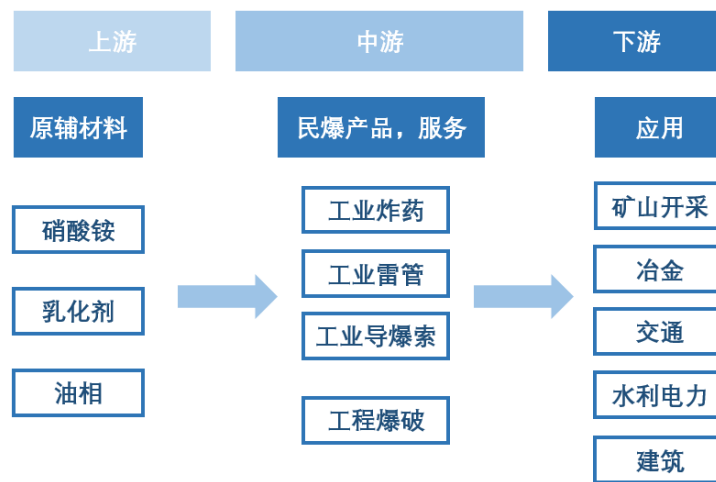 上游
中游
下游
原辅材料
民爆产品，服务
应用
硝酸铵
乳化剂
油相
工业炸药
工业雷管
工业导爆索
工程爆破
矿山开采
冶金
交通
水利电力
建筑